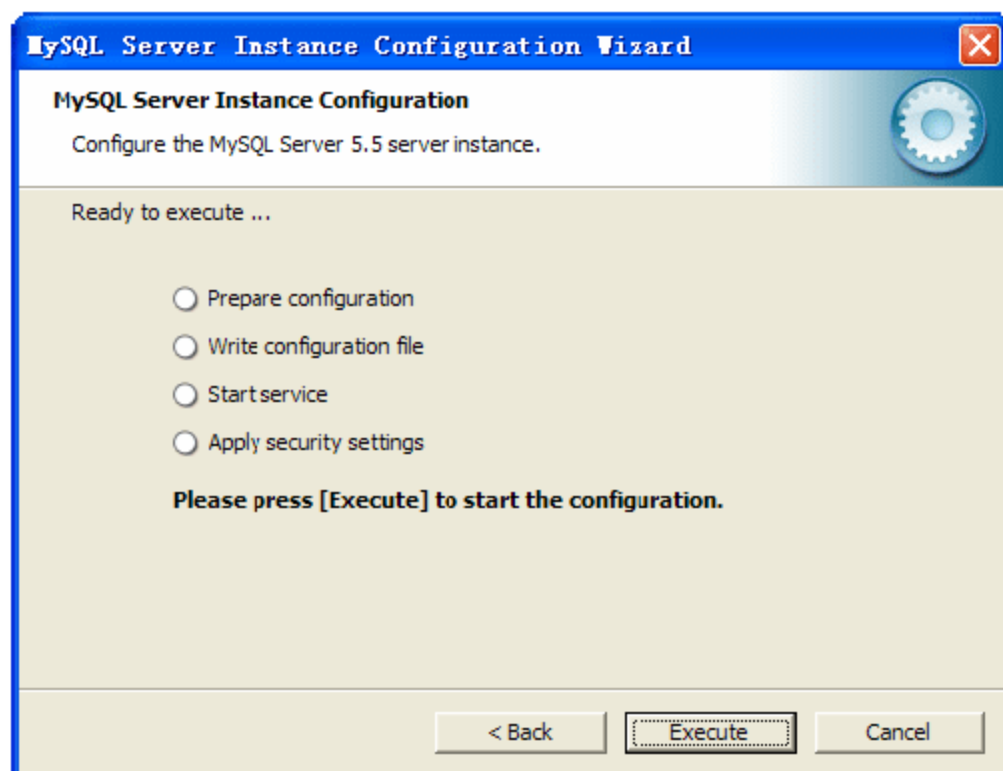 MySQL Server Instance Configuration Wizard
MySQL Server Instance Configuration
Configure the MySQL Server 5.5 server instance.
Ready to execute ...
Prepare configuration
Write configuration file
Start service
Apply security settings
Please press [Execute] to start the configuration.
< Back
Execute
Cancel